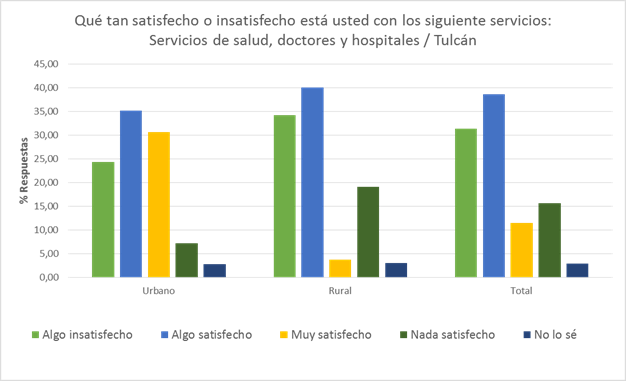 Qué tan satisfecho o insatisfecho está usted con los siguiente servicios:
Servicios de salud, doctores y hospitales / Tulcán
45,00
40,00
35,00
30,00
25,00
20,00
15,00
10,00
5,00
0,00
% Respuestas
Urbano Rural Total
Algo insatisfecho Algo satisfecho Muy satisfecho Nada satisfecho No lo sé